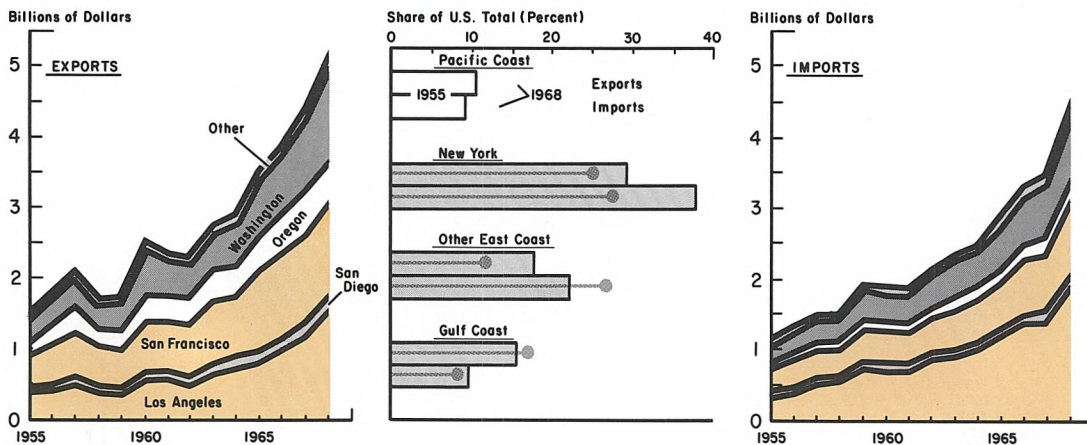 Billions of Dollars
5
4
3
2
1
0
EXPORTS
Other
Washington
Oregon
San Diego
San Francisco
Los Angeles
1955
1960
1965
Share of U.S. Total (Percent)
0
10
20
30
40
Pacific Coast
1955
Exports
1968
Imports
New York
Other East Coast
Gulf Coast
Billions of Dollars
5
4
3
2
1
0
IMPORTS
1955
1960
1965